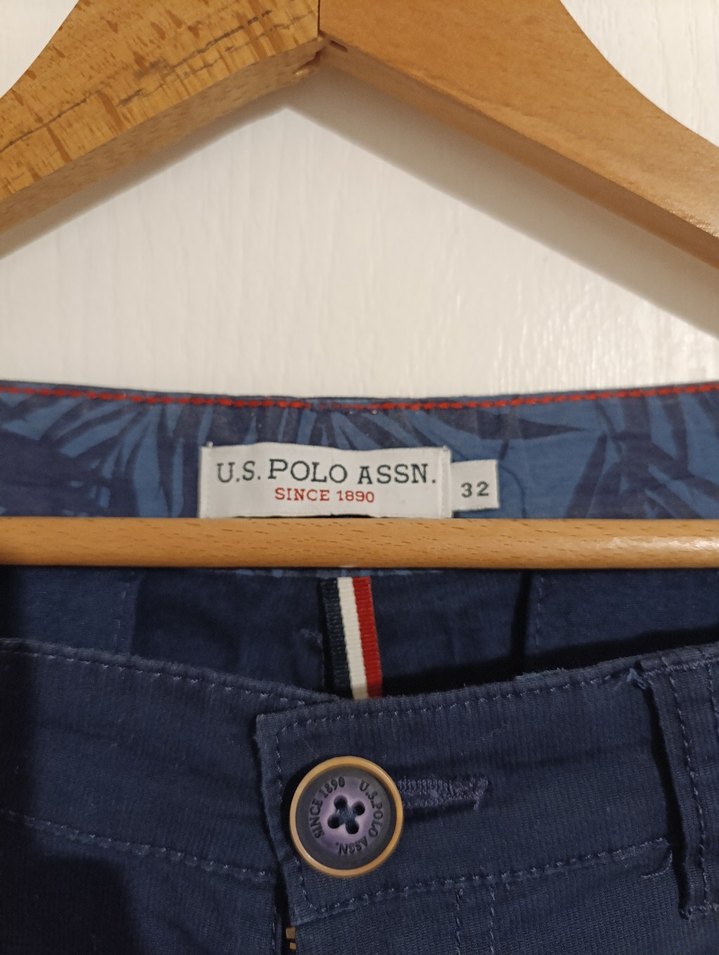 U.S. POLO ASSN.
SINCE 1890
32
SINCE 1890 U.S.POLO ASSN.